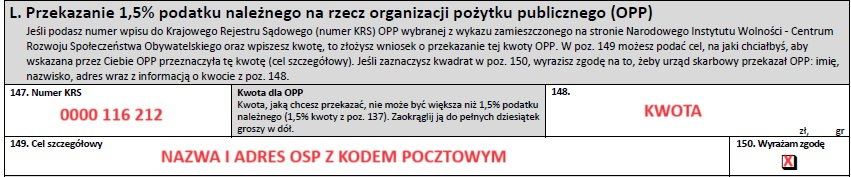 L. Przekazanie 1,5% podatku należnego na rzecz organizacji pożytku publicznego (OPP)
Jeśli podasz numer wpisu do Krajowego Rejestru Sądowego (numer KRS) OPP wybranej z wykazu zamieszczonego na stronie Narodowego Instytutu Wolności - Centrum
Rozwoju Społeczeństwa Obywatelskiego oraz wpiszesz kwotę, to złożysz wniosek o przekazanie tej kwoty OPP. W poz. 149 możesz podać cel, na jaki chciałbyś, aby
wskazana przez Ciebie OPP przeznaczyła tę kwotę (cel szczegółowy). Jeśli zaznaczysz kwadrat w poz. 150, wyrazisz zgodę na to, żeby urząd skarbowy przekazał OPP: imię,
nazwisko, adres wraz z informacją o kwocie z poz. 148.
147. Numer KRS
0000 116 212
Kwota dla OPP
Kwota, jaką chcesz przekazać, nie może być większa niż 1,5% podatku
należnego (1,5% kwoty z poz. 137). Zaokrąglij ją do pełnych dziesiątek
groszy w dół.
148.
KWOTA
zł, gr
149. Cel szczegółowy
NAZWA I ADRES OSP Z KODEM POCZTOWYM
150. Wyrażam zgodę
X